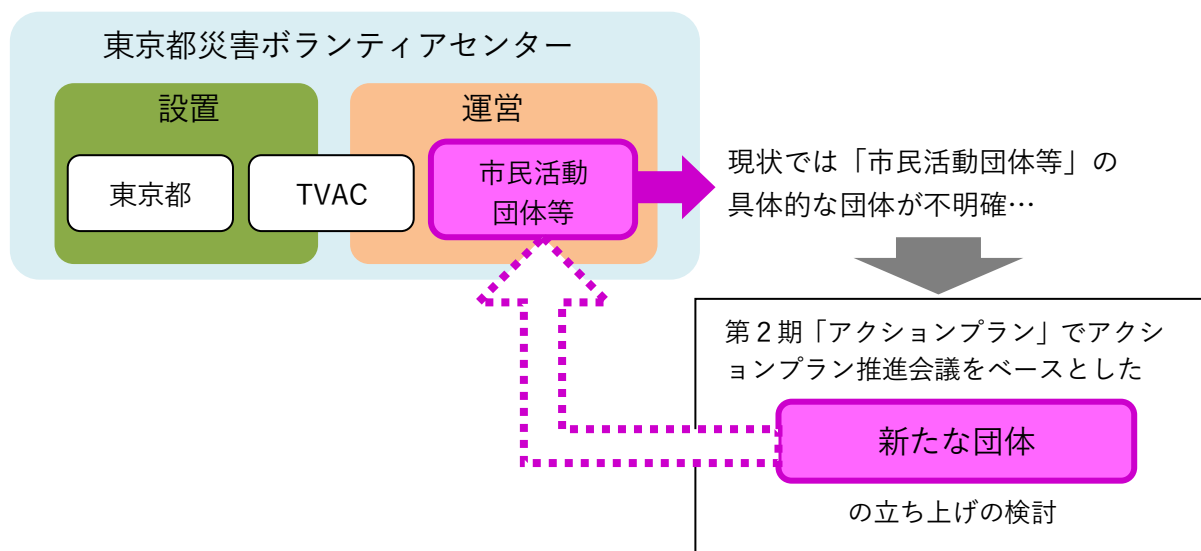 東京都災害ボランティアセンター
設置
運営
東京都
TVAC
市民活動
団体等
現状では「市民活動団体等」の
具体的な団体が不明確…
第２期「アクションプラン」でアクシ
ョンプラン推進会議をベースとした
新たな団体
の立ち上げの検討